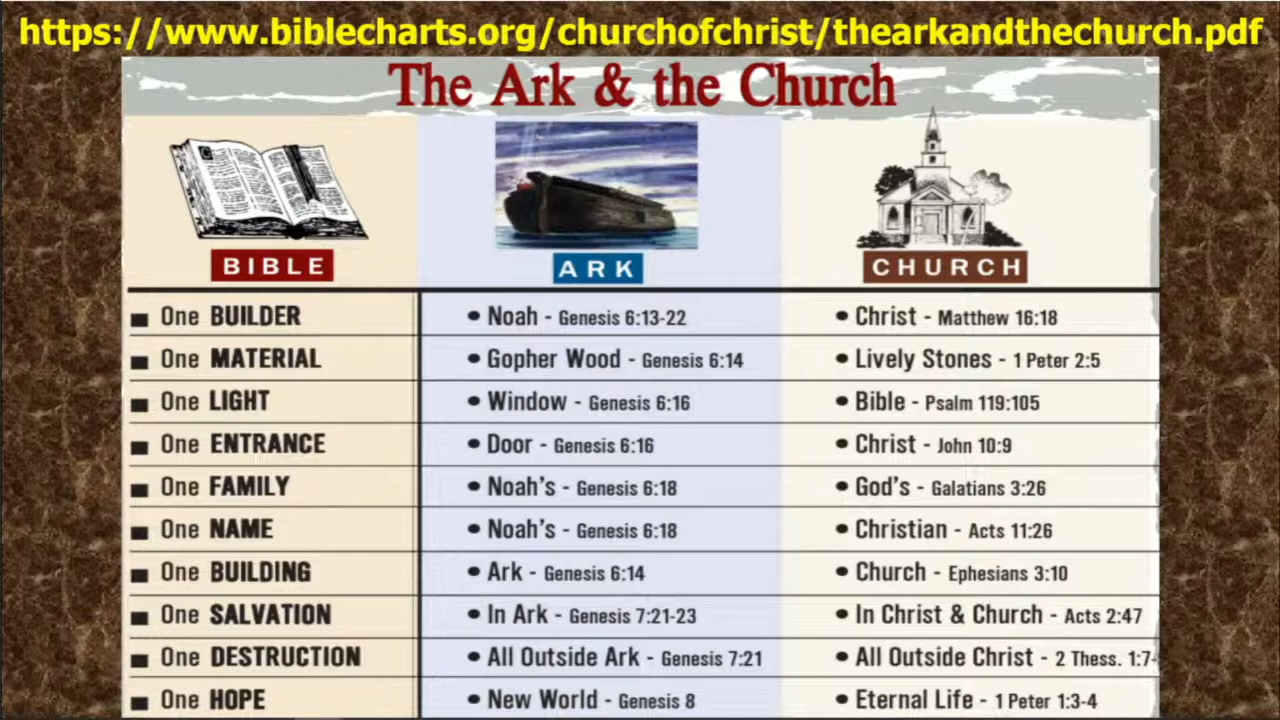 https://www.biblecharts.org/churchofchrist/thearkandthechurch.pdf
The Ark & the Church
BIBLE ARK CHURCH
One BUILDER • Noah - Genesis 6:13-22 • Christ - Matthew 16:18
One MATERIAL • Gopher Wood - Genesis 6:14 • Lively Stones - 1 Peter 2:5
One LIGHT • Window - Genesis 6:16 • Bible - Psalm 119:105
One ENTRANCE • Door - Genesis 6:16 • Christ - John 10:9
One FAMILY • Noah's - Genesis 6:18 • God's - Galatians 3:26
One NAME • Noah's - Genesis 6:18 • Christian - Acts 11:26
One BUILDING • Ark - Genesis 6:14 • Church - Ephesians 3:10
One SALVATION • In Ark - Genesis 7:21-23 • In Christ & Church - Acts 2:47
One DESTRUCTION • All Outside Ark - Genesis 7:21 • All Outside Christ - 2 Thess. 1:7-
One HOPE • New World - Genesis 8 • Eternal Life - 1 Peter 1:3-4